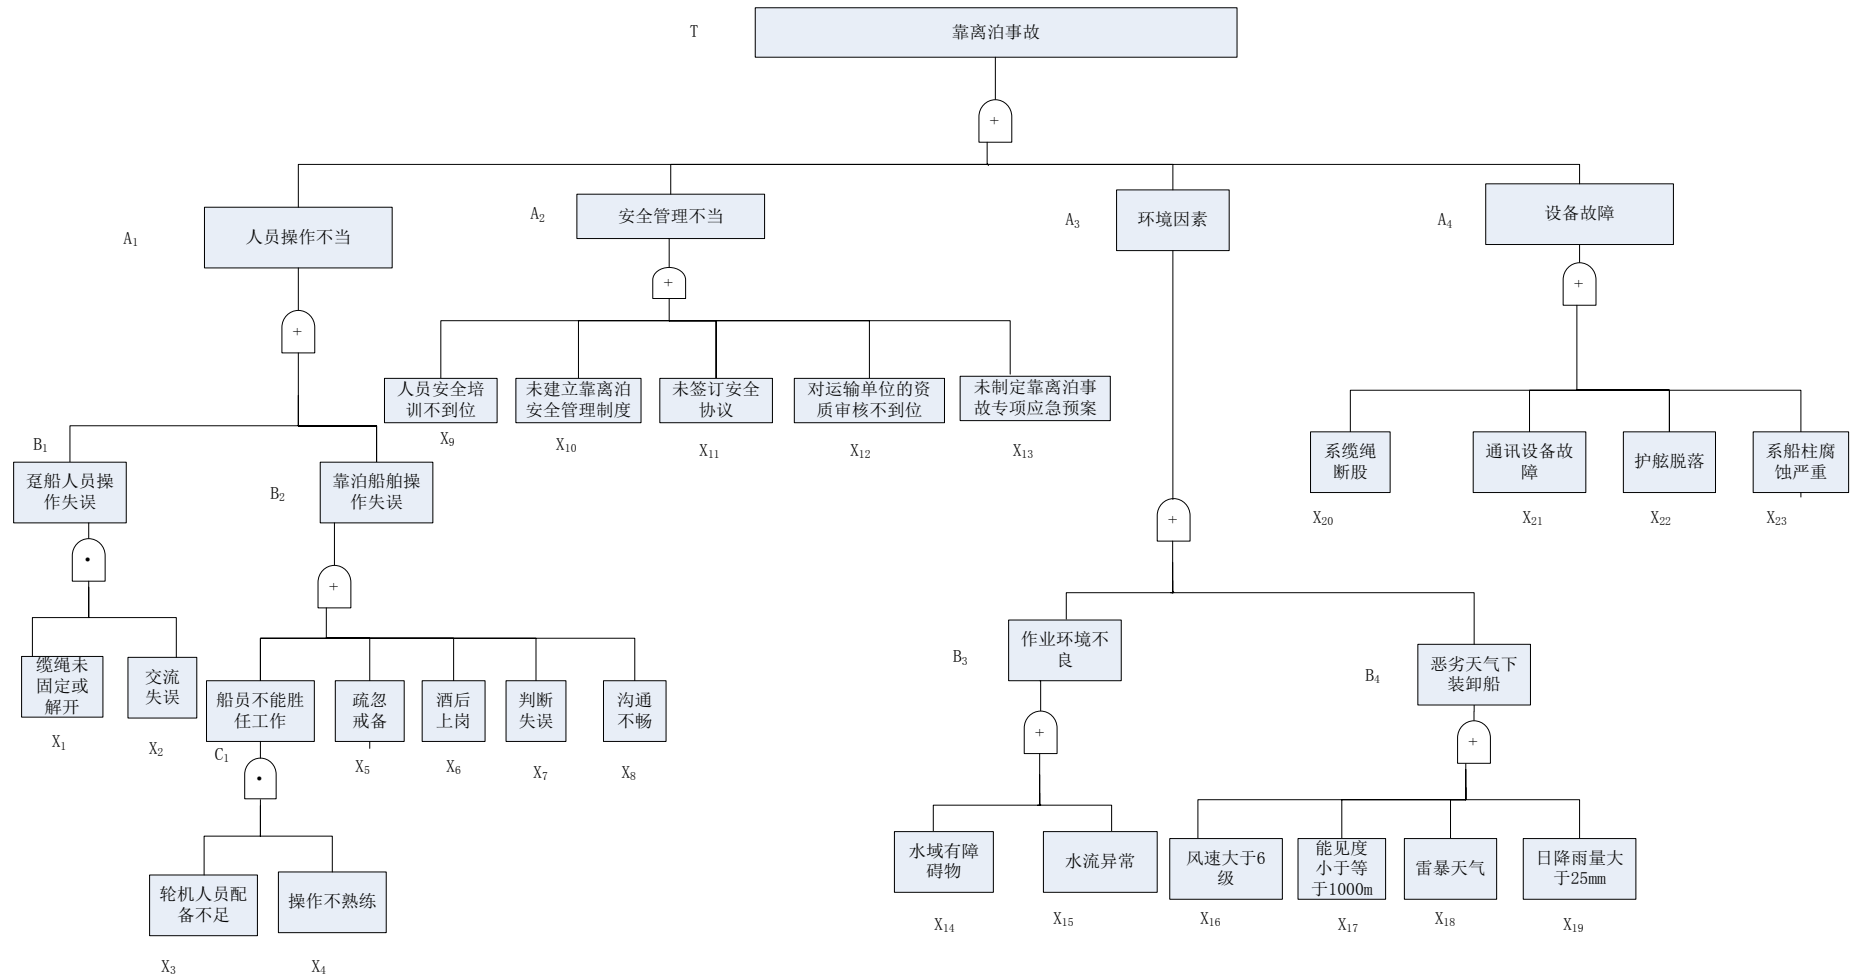 T
靠离泊事故
+
A₁
人员操作不当
A₂
安全管理不当
A₃
环境因素
A₄
设备故障
+
+
+
人员安全培
训不到位
未建立靠离泊
安全管理制度
未签订安全
协议
对运输单位的资
质审核不到位
未制定靠离泊事
故专项应急预案
X₉
X₁₀
X₁₁
X₁₂
X₁₃
B₁
趸船人员操
作失误
B₂
靠泊船舶操
作失误
系缆绳
断股
通讯设备故
障
护舷脱落
系船柱腐
蚀严重
X₂₀
X₂₁
X₂₂
X₂₃
+
•
+
缆绳未
固定或
解开
交流
失误
X₁
X₂
船员不能胜
任工作
疏忽
戒备
酒后
上岗
判断
失误
沟通
不畅
C₁
X₅
X₆
X₇
X₈
•
轮机人员配
备不足
操作不熟练
X₃
X₄
B₃
作业环境不
良
B₄
恶劣天气下
装卸船
+
+
水域有障
碍物
水流异常
风速大于6
级
能见度
小于等
于1000m
雷暴天气
日降雨量大
于25mm
X₁₄
X₁₅
X₁₆
X₁₇
X₁₈
X₁₉